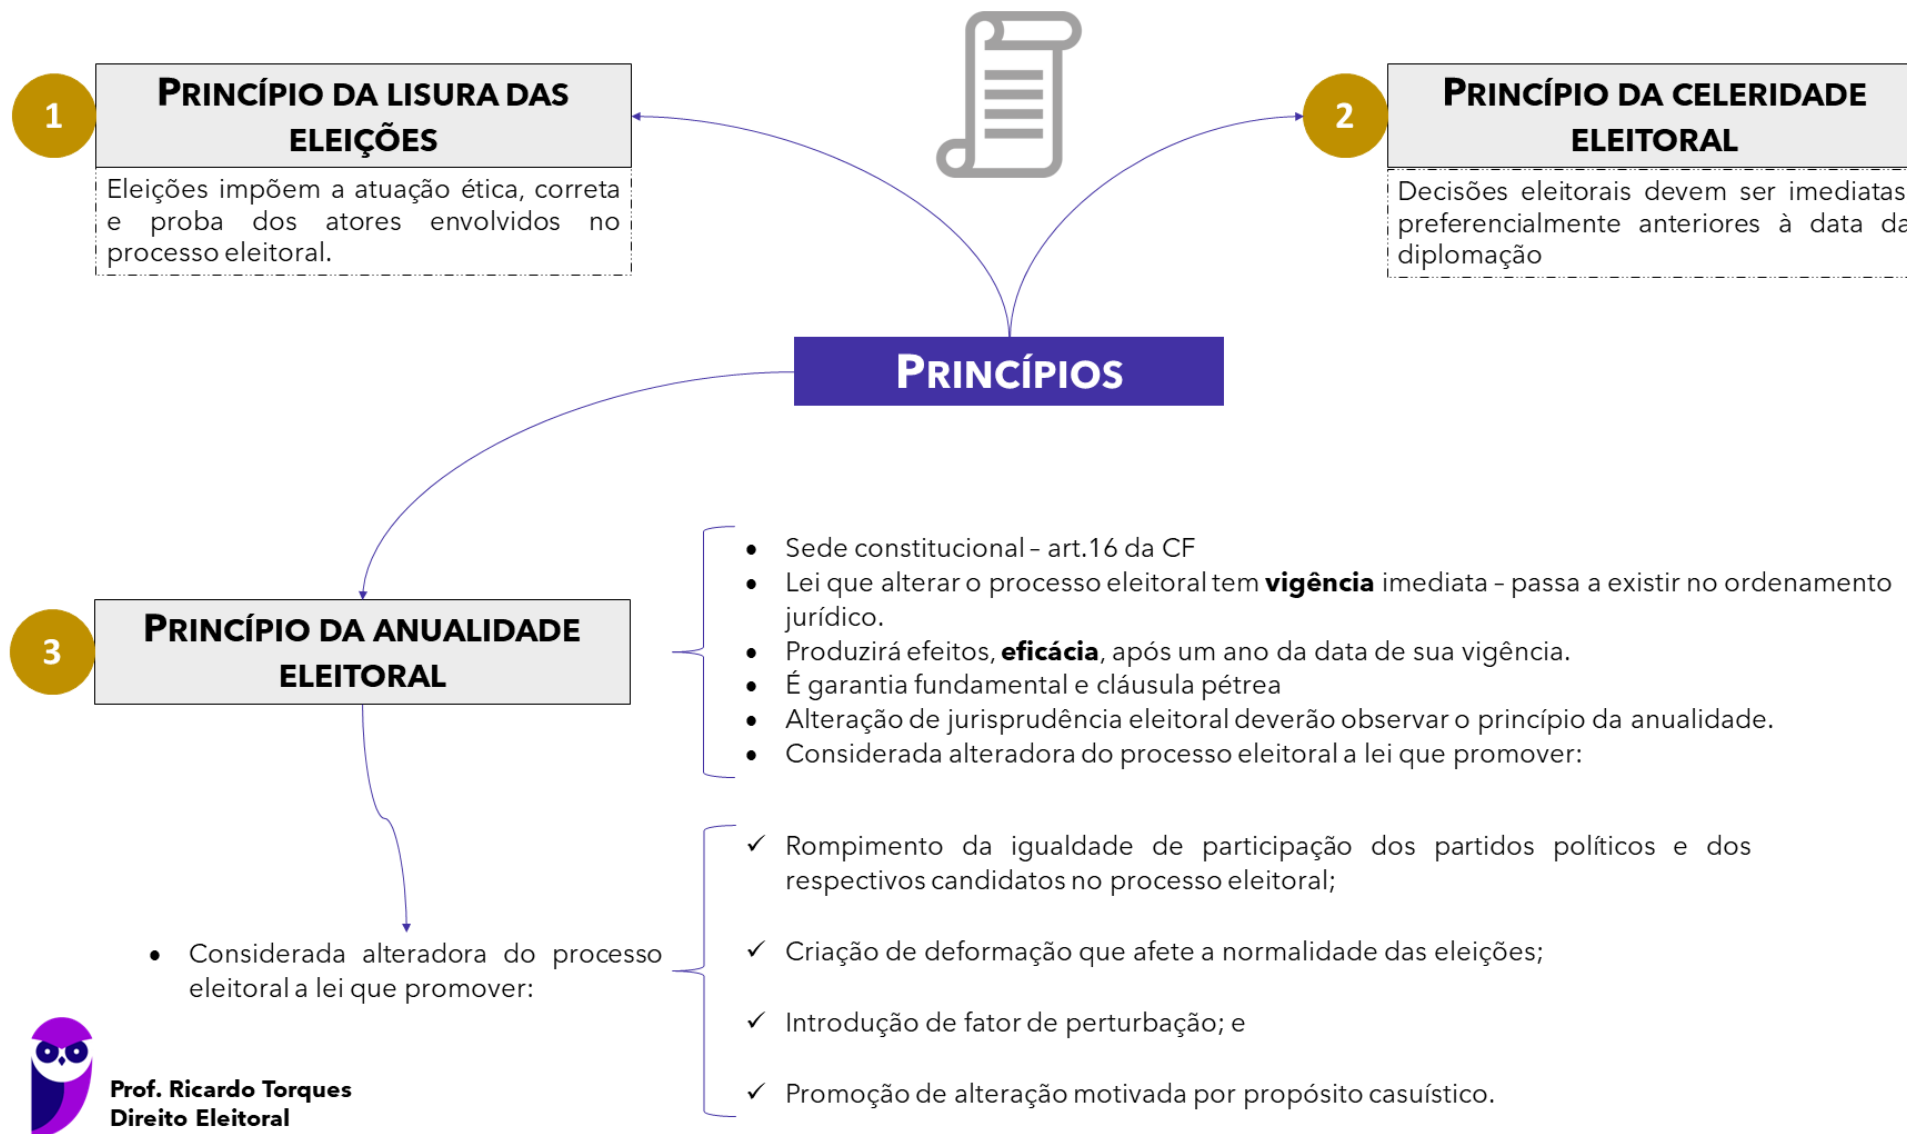 1
PRINCÍPIO DA LISURA DAS
ELEIÇÕES
Eleições impõem a atuação ética, correta
e proba dos atores envolvidos no
processo eleitoral.
2
PRINCÍPIO DA CELERIDADE
ELEITORAL
Decisões eleitorais devem ser imediatas
preferencialmente anteriores à data da
diplomação
PRINCÍPIOS
3
PRINCÍPIO DA ANUALIDADE
ELEITORAL
• Sede constitucional – art.16 da CF
• Lei que alterar o processo eleitoral tem vigência imediata – passa a existir no ordenamento
jurídico.
• Produzirá efeitos, eficácia, após um ano da data de sua vigência.
• É garantia fundamental e cláusula pétrea
• Alteração de jurisprudência eleitoral deverão observar o princípio da anualidade.
• Considerada alteradora do processo eleitoral a lei que promover:
• Considerada alteradora do processo
eleitoral a lei que promover:
✓ Rompimento da igualdade de participação dos partidos políticos e dos
respectivos candidatos no processo eleitoral;
✓ Criação de deformação que afete a normalidade das eleições;
✓ Introdução de fator de perturbação; e
✓ Promoção de alteração motivada por propósito casuístico.
Prof. Ricardo Torques
Direito Eleitoral